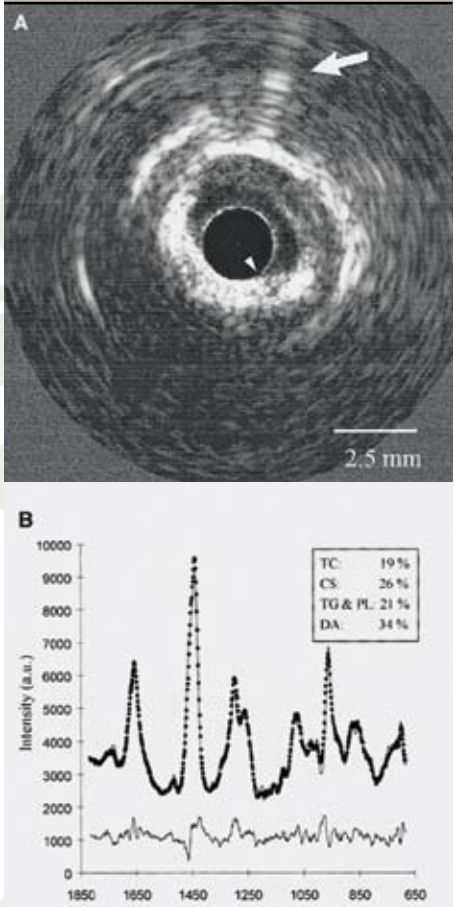 A
2.5 mm
B
10000
9000
8000
7000
6000
5000
4000
3000
2000
1000
0
Intensity (a.u.)
TC: 19 %
CS: 26 %
TG & PL: 21 %
DA: 34 %
1850 1650 1450 1250 1050 850 650